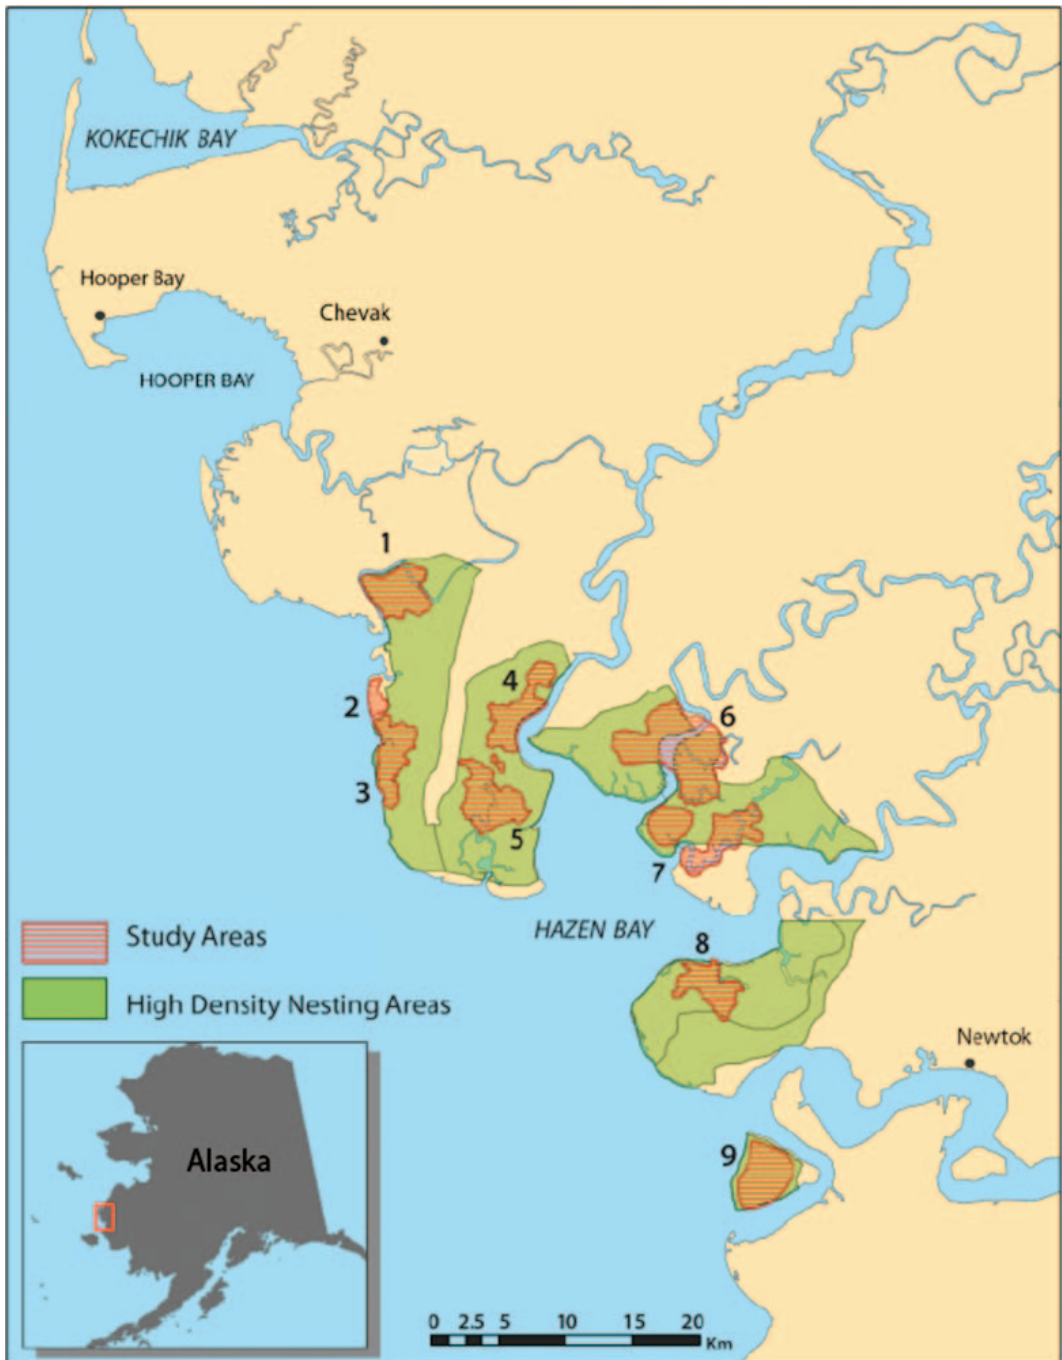 KOKECHIK BAY
Hooper Bay
Chevak
HOOPER BAY
1
2
3
4
5
6
7
HAZEN BAY
8
Study Areas
High Density Nesting Areas
Newtok
Alaska
9
0 2.5 5 10 15 20
Km